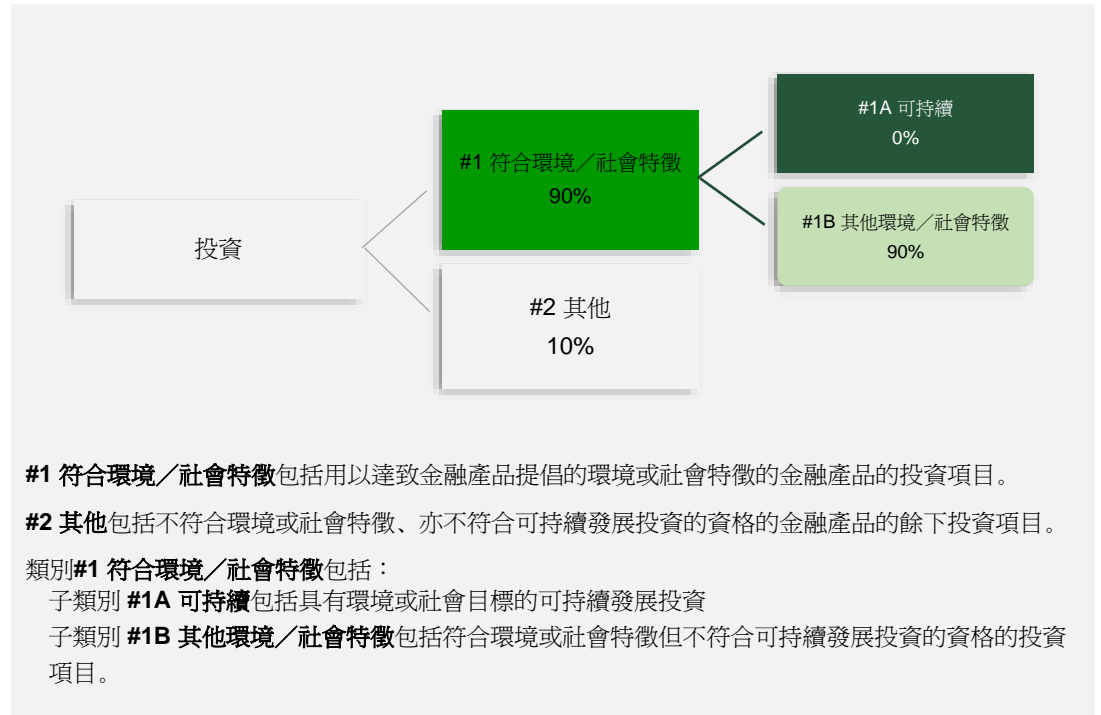 投資
#1 符合環境／社會特徵
90%
#2 其他
10%
#1A 可持續
0%
#1B 其他環境／社會特徵
90%
#1 符合環境／社會特徵包括用以達致金融產品提倡的環境或社會特徵的金融產品的投資項目。
#2 其他包括不符合環境或社會特徵、亦不符合可持續發展投資的資格的金融產品的餘下投資項目。
類別#1 符合環境／社會特徵包括：
子類別 #1A 可持續包括具有環境或社會目標的可持續發展投資
子類別 #1B 其他環境／社會特徵包括符合環境或社會特徵但不符合可持續發展投資的資格的投資
項目。